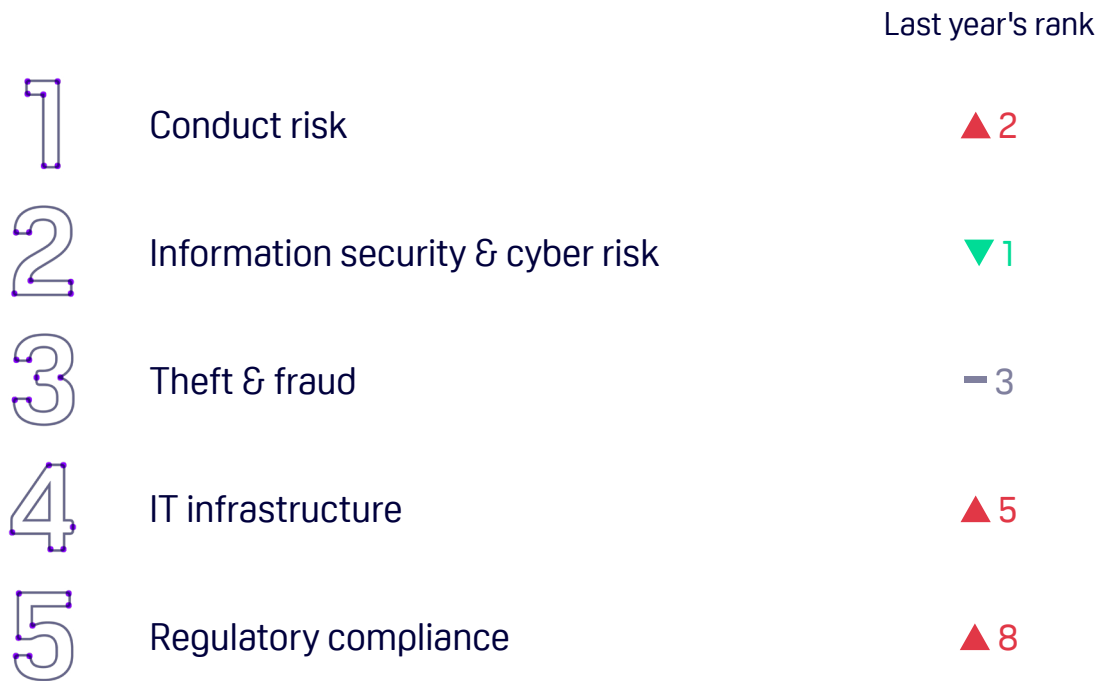 Last year's rank
1 Conduct risk ▲ 2
2 Information security & cyber risk ▼ 1
3 Theft & fraud – 3
4 IT infrastructure ▲ 5
5 Regulatory compliance ▲ 8